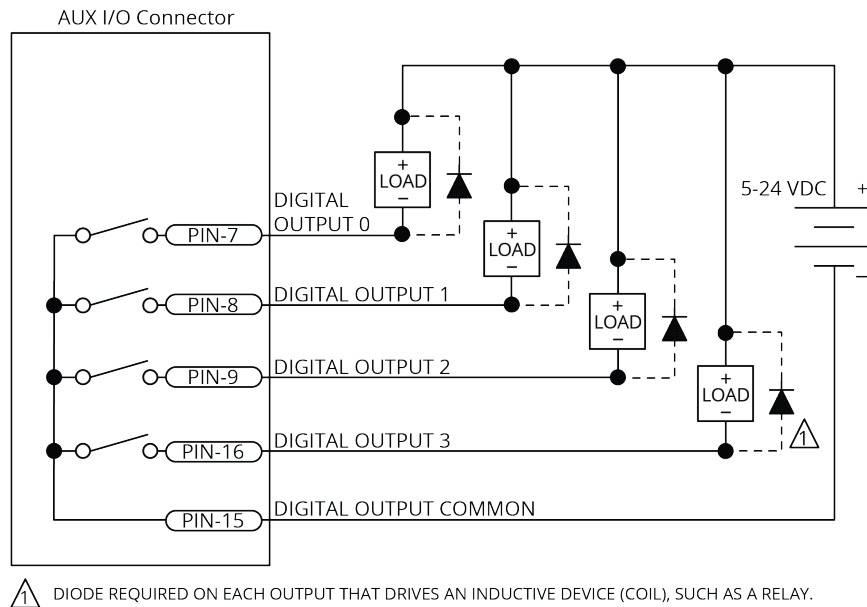 AUX I/O Connector
5-24 VDC
+
+
LOAD
−
DIGITAL
OUTPUT 0
PIN-7
+
LOAD
−
DIGITAL OUTPUT 1
PIN-8
+
LOAD
−
DIGITAL OUTPUT 2
PIN-9
+
LOAD
−
1
DIGITAL OUTPUT 3
PIN-16
DIGITAL OUTPUT COMMON
PIN-15
−
1 DIODE REQUIRED ON EACH OUTPUT THAT DRIVES AN INDUCTIVE DEVICE (COIL), SUCH AS A RELAY.